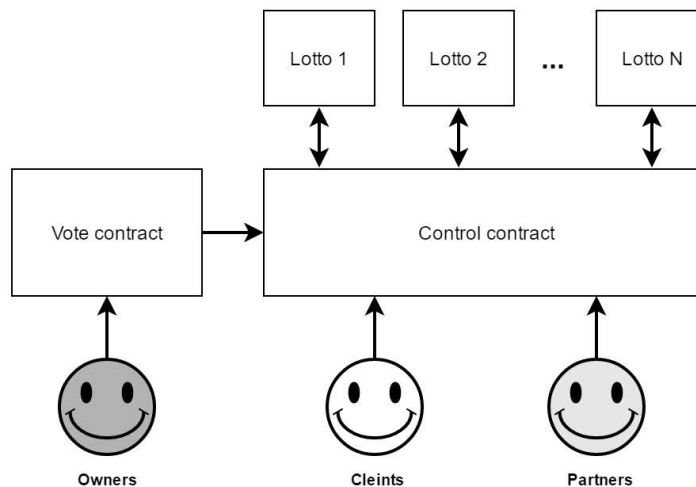 Lotto 1
Lotto 2
...
Lotto N
Vote contract
Control contract
Owners
Cleints
Partners